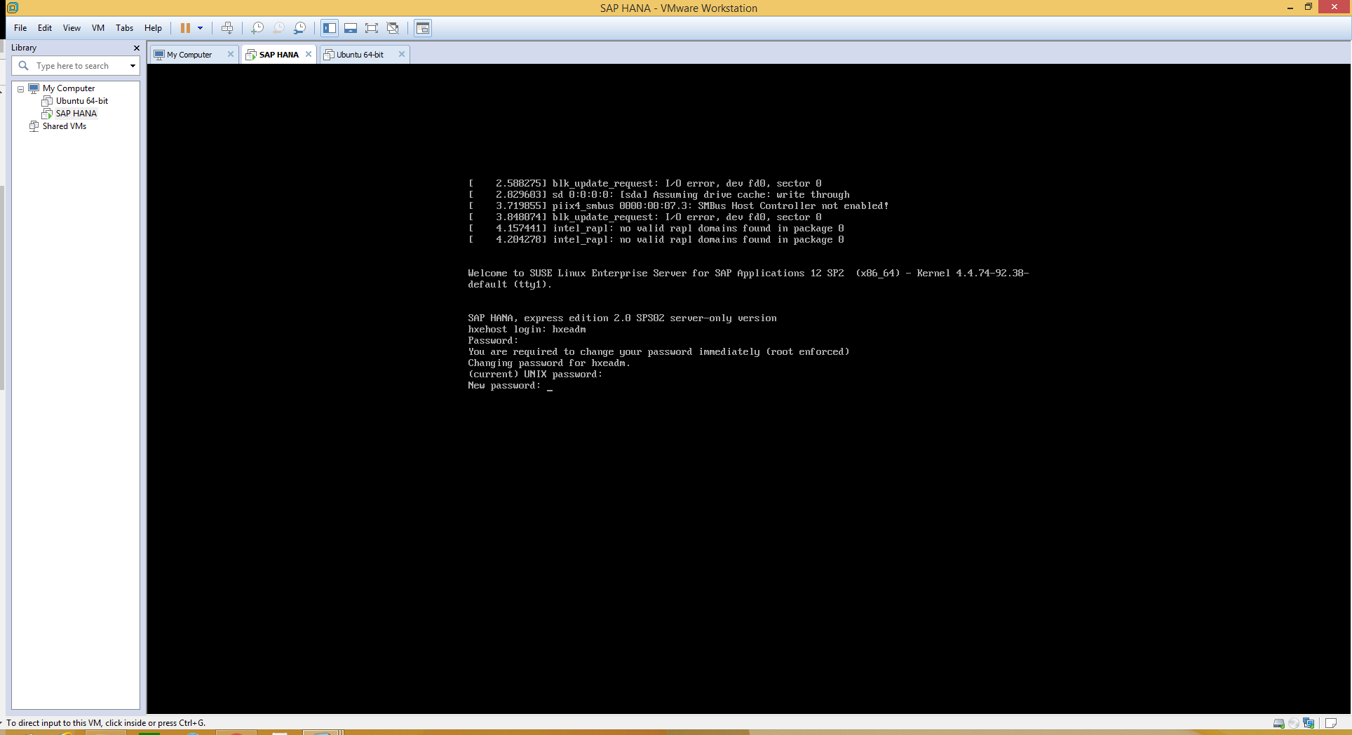 SAP HANA - VMware Workstation
File Edit View VM Tabs Help
Library
Type here to search
My Computer
Ubuntu 64-bit
SAP HANA
Shared VMs
My Computer SAP HANA Ubuntu 64-bit
[    2.588275] blk_update_request: I/O error, dev fd0, sector 0
[    2.829603] sd 0:0:0:0: [sda] Assuming drive cache: write through
[    3.719855] piix4_smbus 0000:00:07.3: SMBus Host Controller not enabled!
[    3.848074] blk_update_request: I/O error, dev fd0, sector 0
[    4.157441] intel_rapl: no valid rapl domains found in package 0
[    4.204278] intel_rapl: no valid rapl domains found in package 0
Welcome to SUSE Linux Enterprise Server for SAP Applications 12 SP2  (x86_64) - Kernel 4.4.74-92.38-
default (tty1).
SAP HANA, express edition 2.0 SPS02 server-only version
hxehost login: hxeadm
Password:
You are required to change your password immediately (root enforced)
Changing password for hxeadm.
(current) UNIX password:
New password: _
To direct input to this VM, click inside or press Ctrl+G.